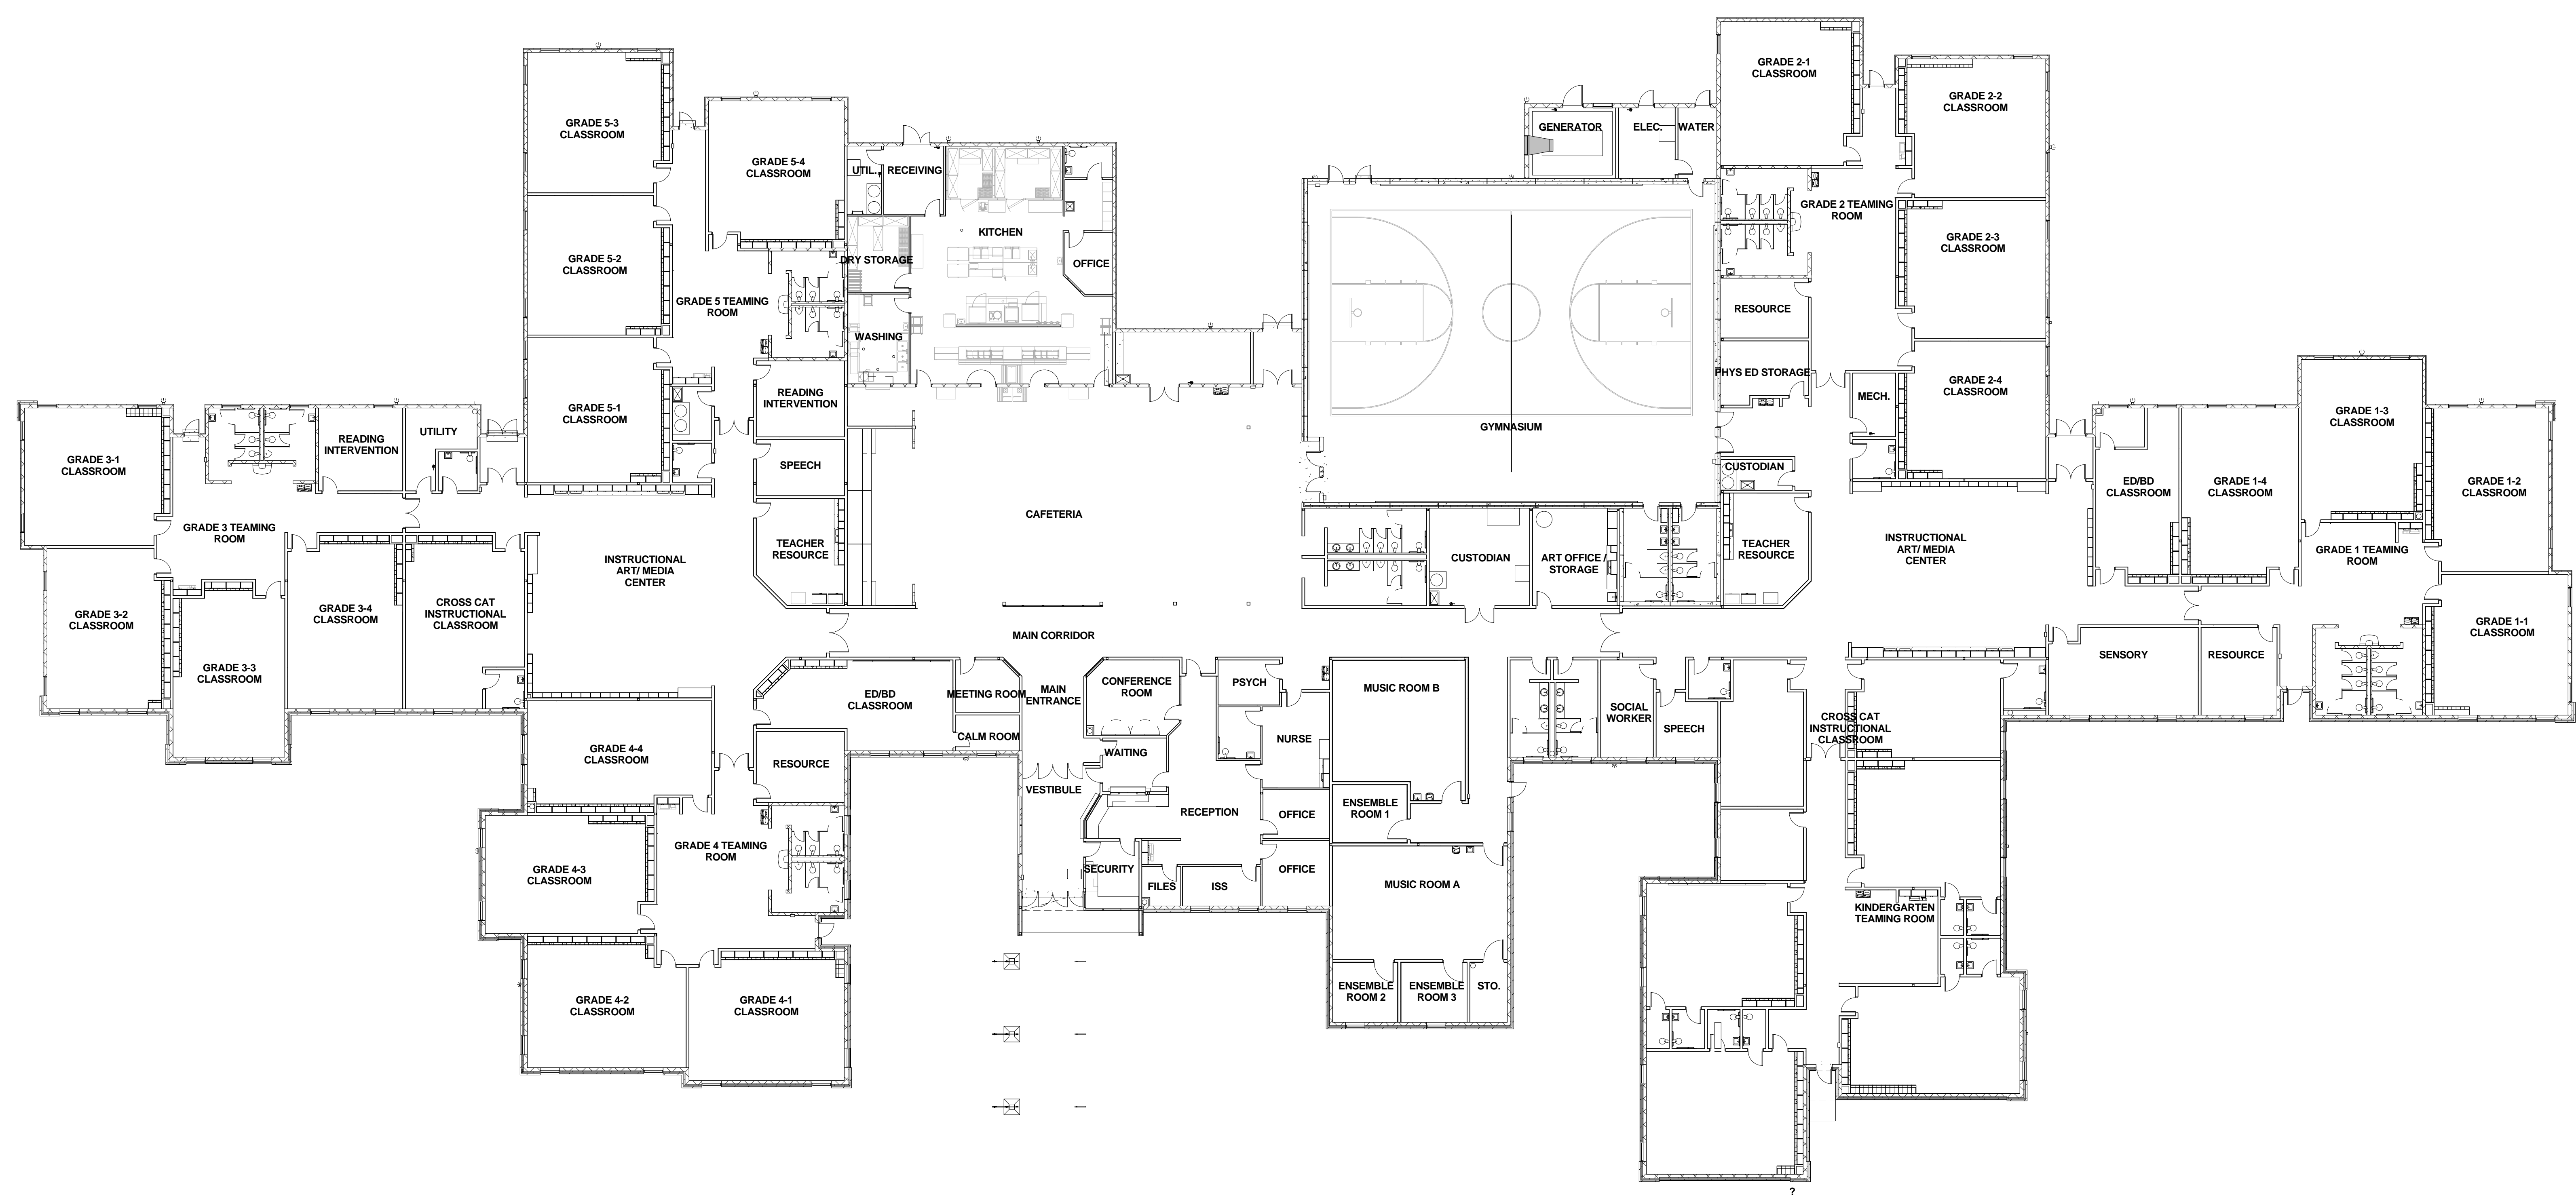 GRADE 2-1
CLASSROOM
GRADE 2-2
CLASSROOM
GRADE 5-3
CLASSROOM
GENERATOR
ELEC.
WATER
GRADE 5-4
CLASSROOM
UTIL.
RECEIVING
GRADE 2 TEAMING
ROOM
KITCHEN
GRADE 2-3
CLASSROOM
GRADE 5-2
CLASSROOM
DRY STORAGE
OFFICE
GRADE 5 TEAMING
ROOM
RESOURCE
WASHING
PHYS ED STORAGE
GRADE 2-4
CLASSROOM
READING
INTERVENTION
MECH.
GRADE 5-1
CLASSROOM
GRADE 1-3
CLASSROOM
GYMNASIUM
UTILITY
READING
INTERVENTION
GRADE 3-1
CLASSROOM
SPEECH
CUSTODIAN
ED/BD
CLASSROOM
GRADE 1-4
CLASSROOM
GRADE 1-2
CLASSROOM
CAFETERIA
GRADE 3 TEAMING
ROOM
TEACHER
RESOURCE
INSTRUCTIONAL
ART/ MEDIA
CENTER
CUSTODIAN
ART OFFICE /
STORAGE
TEACHER
RESOURCE
INSTRUCTIONAL
ART/ MEDIA
CENTER
GRADE 1 TEAMING
ROOM
GRADE 3-2
CLASSROOM
GRADE 3-4
CLASSROOM
CROSS CAT
INSTRUCTIONAL
CLASSROOM
GRADE 1-1
CLASSROOM
MAIN CORRIDOR
SENSORY
RESOURCE
GRADE 3-3
CLASSROOM
ED/BD
CLASSROOM
MEETING ROOM
MAIN
ENTRANCE
CONFERENCE
ROOM
PSYCH
MUSIC ROOM B
SOCIAL
WORKER
SPEECH
CROSS CAT
INSTRUCTIONAL
CLASSROOM
CALM ROOM
WAITING
NURSE
GRADE 4-4
CLASSROOM
RESOURCE
VESTIBULE
RECEPTION
OFFICE
ENSEMBLE
ROOM 1
GRADE 4 TEAMING
ROOM
GRADE 4-3
CLASSROOM
SECURITY
FILES
ISS
OFFICE
MUSIC ROOM A
KINDERGARTEN
TEAMING ROOM
GRADE 4-2
CLASSROOM
GRADE 4-1
CLASSROOM
ENSEMBLE
ROOM 2
ENSEMBLE
ROOM 3
STO.
?